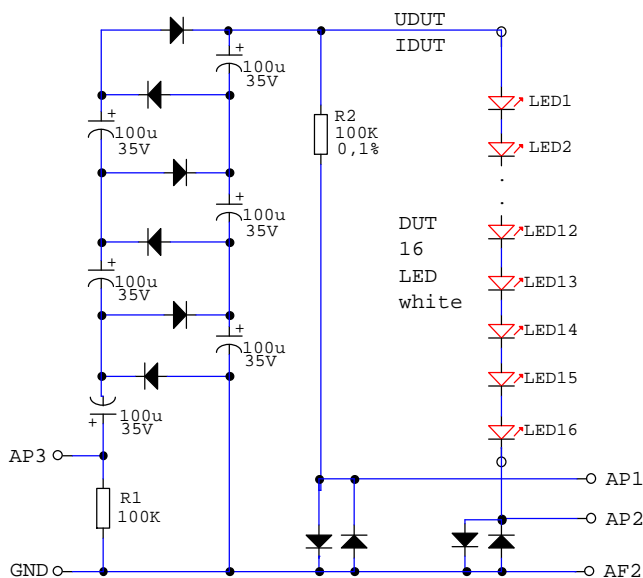 UDUT
IDUT
+
100u
35V
100u
35V
+
R2
100K
0,1%
LED1
LED2
+
100u
35V
DUT
16
LED
white
LED12
+
100u
35V
LED13
+
100u
35V
LED14
LED15
100u
35V
+
LED16
AP3
R1
100K
AP1
AP2
GND
AF2